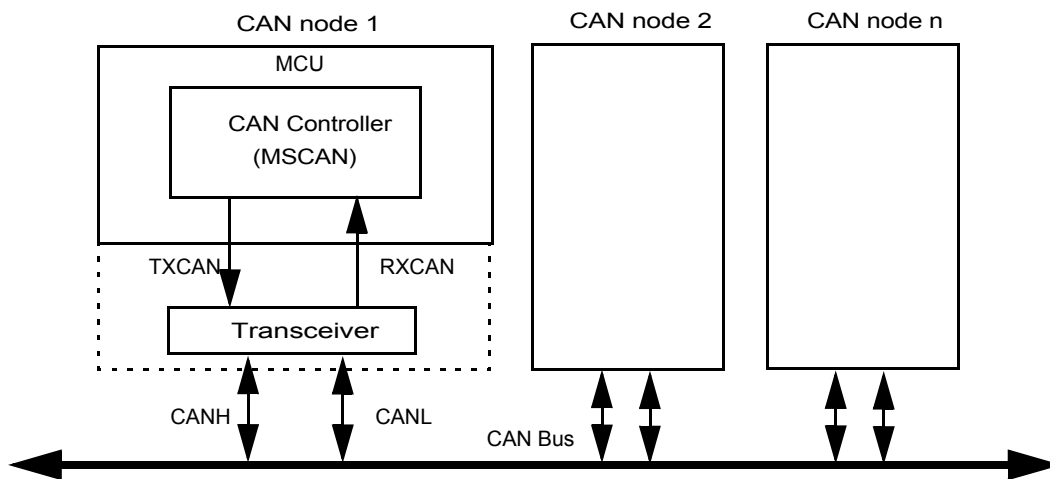 CAN node 1
CAN node 2
CAN node n
MCU
CAN Controller
(MSCAN)
TXCAN
RXCAN
Transceiver
CANH
CANL
CAN Bus